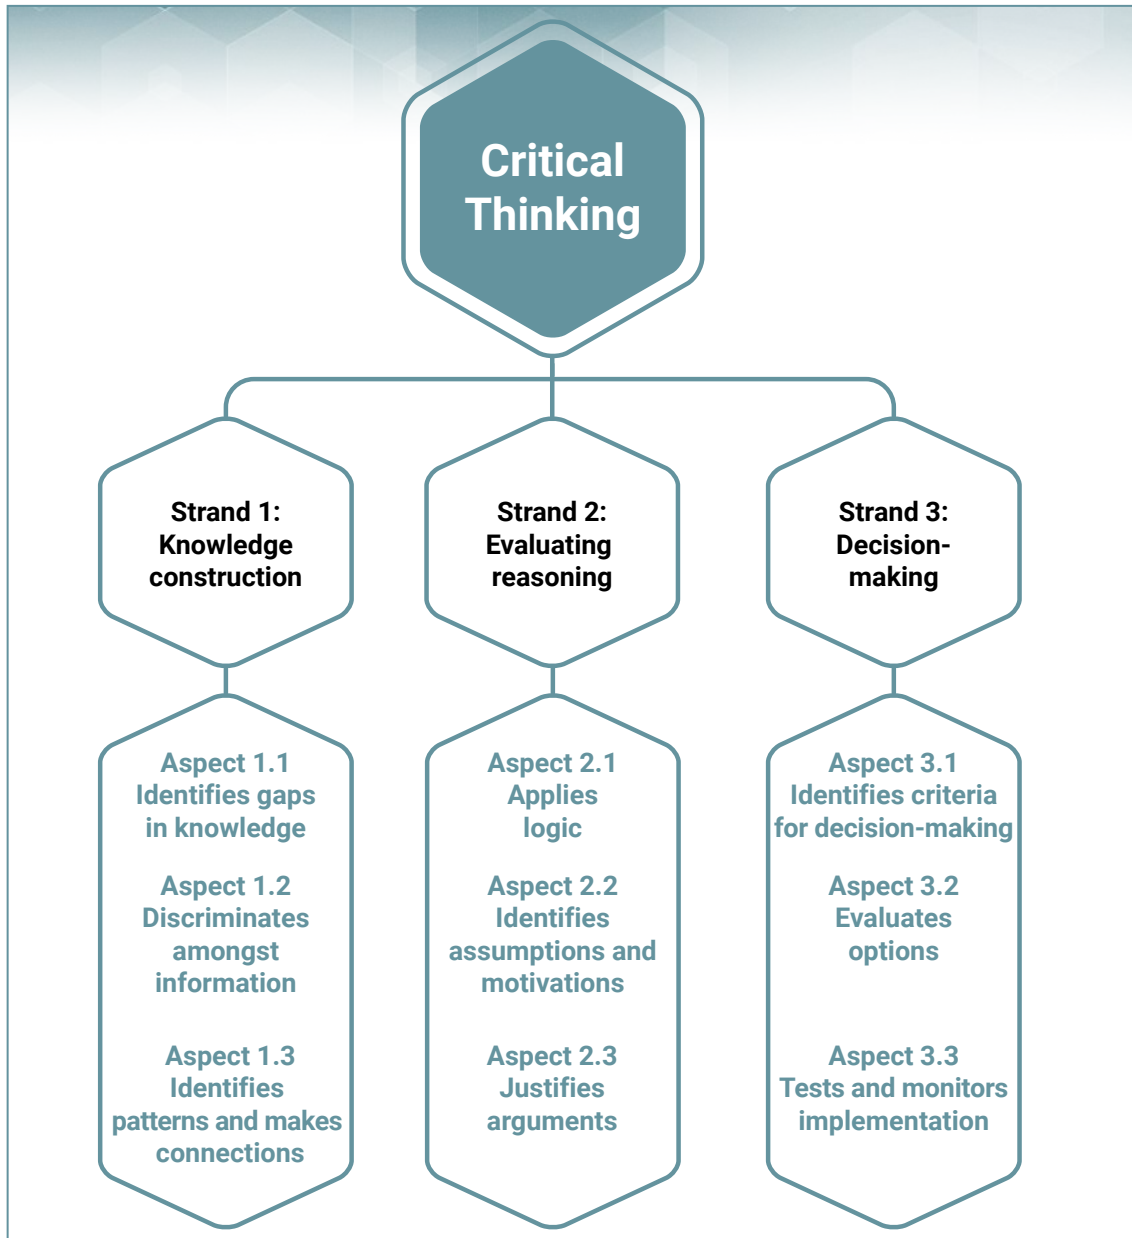 Critical
Thinking
Strand 1:
Knowledge
construction
Strand 2:
Evaluating
reasoning
Strand 3:
Decision-
making
Aspect 1.1
Identifies gaps
in knowledge
Aspect 1.2
Discriminates
amongst
information
Aspect 1.3
Identifies
patterns and makes
connections
Aspect 2.1
Applies
logic
Aspect 2.2
Identifies
assumptions and
motivations
Aspect 2.3
Justifies
arguments
Aspect 3.1
Identifies criteria
for decision-making
Aspect 3.2
Evaluates
options
Aspect 3.3
Tests and monitors
implementation